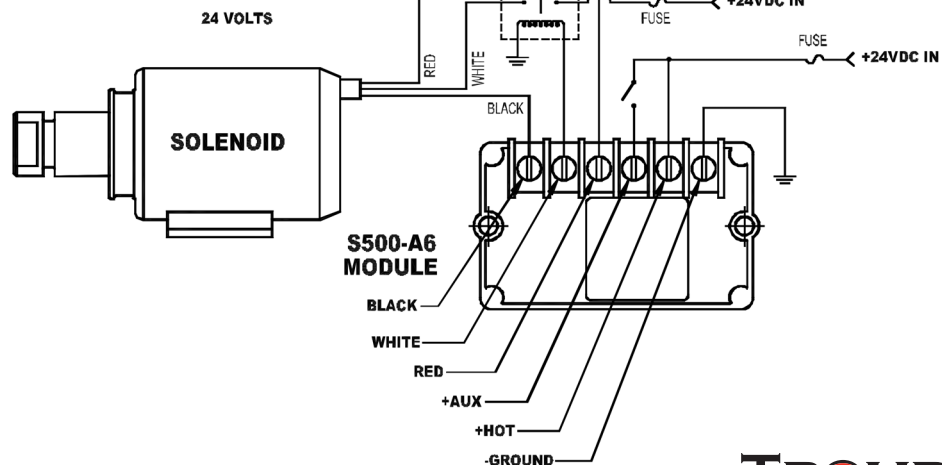 +24VDC IN
24 VOLTS
FUSE
RED
WHITE
FUSE
+24VDC IN
BLACK
SOLENOID
S500-A6
MODULE
BLACK
WHITE
RED
+AUX
+HOT
-GROUND